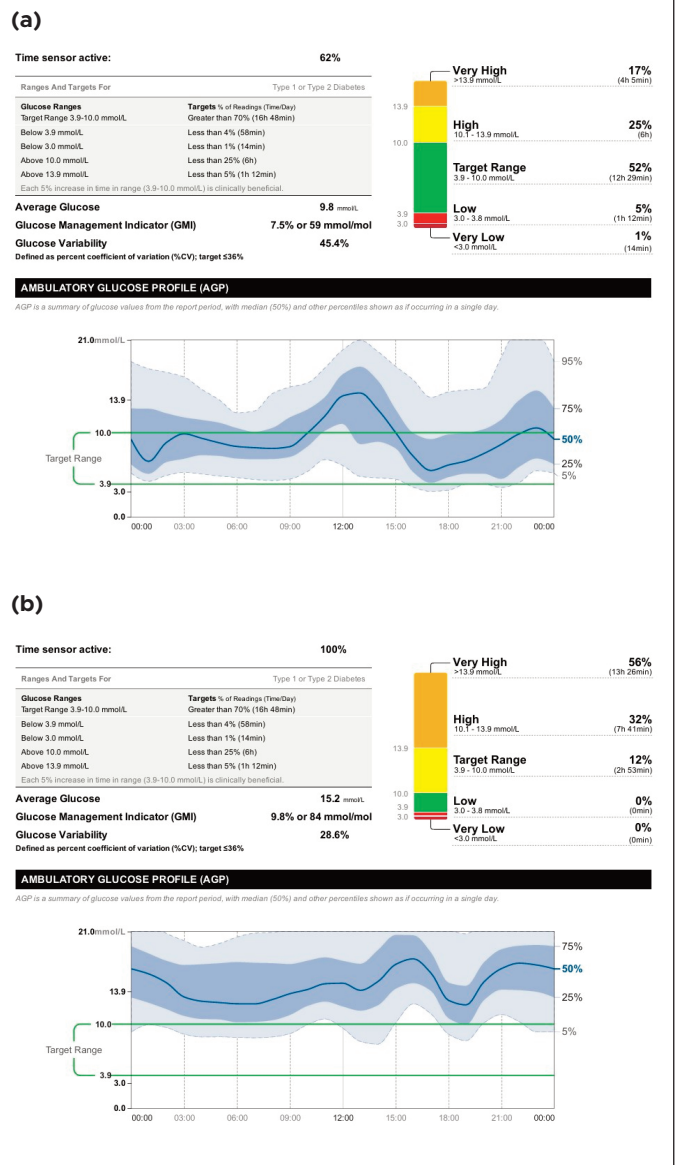 (a)
Time sensor active: 62%
Ranges And Targets For Type 1 or Type 2 Diabetes
Glucose Ranges Targets % of Readings (Time/Day)
Target Range 3.9-10.0 mmol/L Greater than 70% (16h 48min)
Below 3.9 mmol/L Less than 4% (58min)
Below 3.0 mmol/L Less than 1% (14min)
Above 10.0 mmol/L Less than 25% (6h)
Above 13.9 mmol/L Less than 5% (1h 12min)
Each 5% increase in time in range (3.9-10.0 mmol/L) is clinically beneficial.
Average Glucose 9.8 mmol/L
Glucose Management Indicator (GMI) 7.5% or 59 mmol/mol
Glucose Variability 45.4%
Defined as percent coefficient of variation (%CV); target ≤36%
Very High 17%
>13.9 mmol/L (4h 5min)
13.9
High 25%
10.1 - 13.9 mmol/L (6h)
10.0
Target Range 52%
3.9 - 10.0 mmol/L (12h 29min)
Low 5%
3.9
3.0 - 3.8 mmol/L (1h 12min)
3.0
Very Low 1%
<3.0 mmol/L (14min)
AMBULATORY GLUCOSE PROFILE (AGP)
AGP is a summary of glucose values from the report period, with median (50%) and other percentiles shown as if occurring in a single day.
21.0mmol/L
95%
13.9
75%
10.0
50%
Target Range
25%
5%
3.9
3.0
0.0
00:00 03:00 06:00 09:00 12:00 15:00 18:00 21:00 00:00
(b)
Time sensor active: 100%
Ranges And Targets For Type 1 or Type 2 Diabetes
Glucose Ranges Targets % of Readings (Time/Day)
Target Range 3.9-10.0 mmol/L Greater than 70% (16h 48min)
Below 3.9 mmol/L Less than 4% (58min)
Below 3.0 mmol/L Less than 1% (14min)
Above 10.0 mmol/L Less than 25% (6h)
Above 13.9 mmol/L Less than 5% (1h 12min)
Each 5% increase in time in range (3.9-10.0 mmol/L) is clinically beneficial.
Average Glucose 15.2 mmol/L
Glucose Management Indicator (GMI) 9.8% or 84 mmol/mol
Glucose Variability 28.6%
Defined as percent coefficient of variation (%CV); target ≤36%
Very High 56%
>13.9 mmol/L (13h 26min)
High 32%
10.1 - 13.9 mmol/L (7h 41min)
13.9
Target Range 12%
3.9 - 10.0 mmol/L (2h 53min)
10.0
Low 0%
3.9
3.0 - 3.8 mmol/L (0min)
3.0
Very Low 0%
<3.0 mmol/L (0min)
AMBULATORY GLUCOSE PROFILE (AGP)
AGP is a summary of glucose values from the report period, with median (50%) and other percentiles shown as if occurring in a single day.
21.0mmol/L
75%
50%
13.9
25%
10.0
5%
Target Range
3.9
3.0
0.0
00:00 03:00 06:00 09:00 12:00 15:00 18:00 21:00 00:00